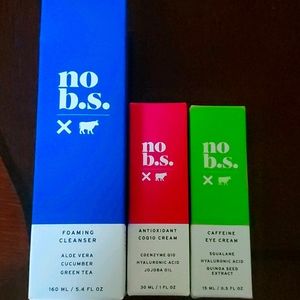 no
b.s.
FOAMING
CLEANSER
ALOE VERA
CUCUMBER
GREEN TEA
160 ML / 5.4 FL OZ
no
b.s.
ANTIOXIDANT
COQ10 CREAM
COENZYME Q10
HYALURONIC ACID
JOJOBA OIL
30 ML / 1 FL OZ
no
b.s.
CAFFEINE
EYE CREAM
SQUALANE
HYALURONIC ACID
QUINOA SEED
EXTRACT
15 ML / 0.5 FL OZ